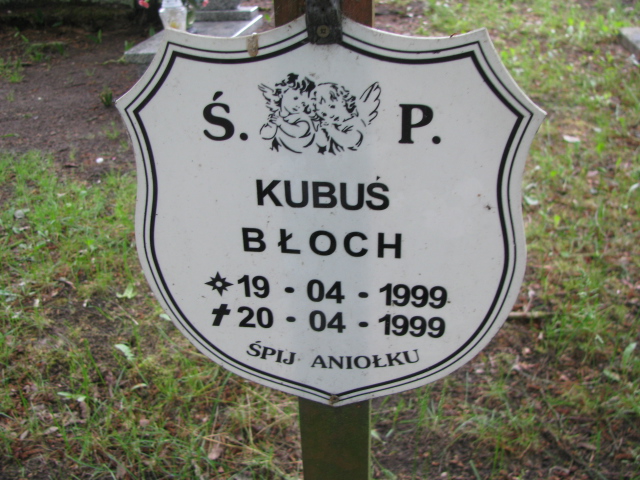 Ś. P.
KUBUŚ
BŁOCH
19 - 04 - 1999
20 - 04 - 1999
ŚPIJ ANIOŁKU